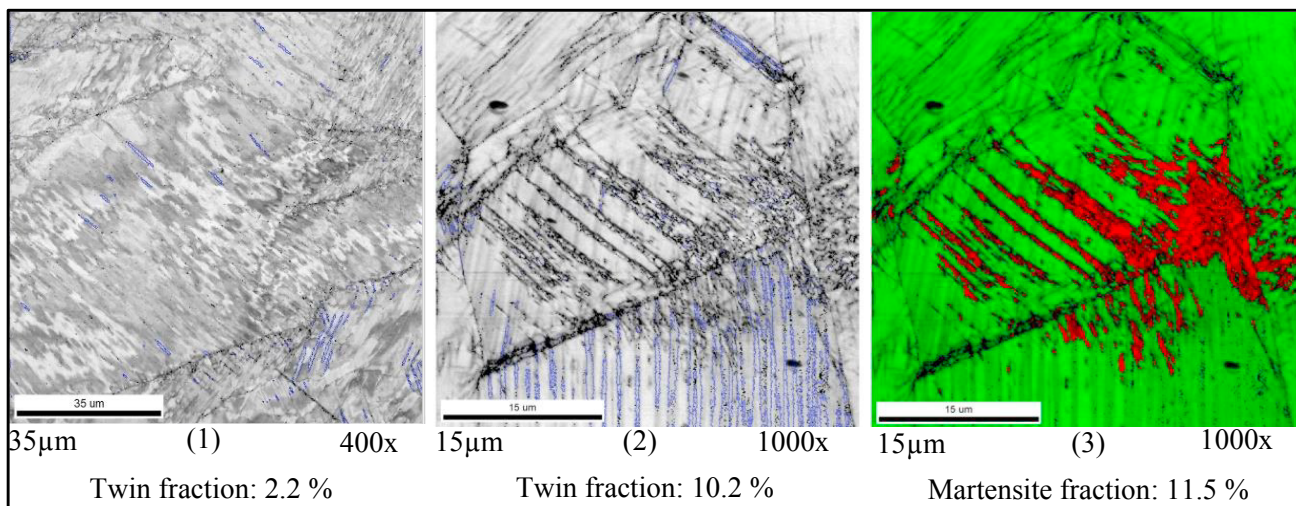 35 um
15 um
15 um
35µm (1) 400x
15µm (2) 1000x
15µm (3) 1000x
Twin fraction: 2.2 %
Twin fraction: 10.2 %
Martensite fraction: 11.5 %